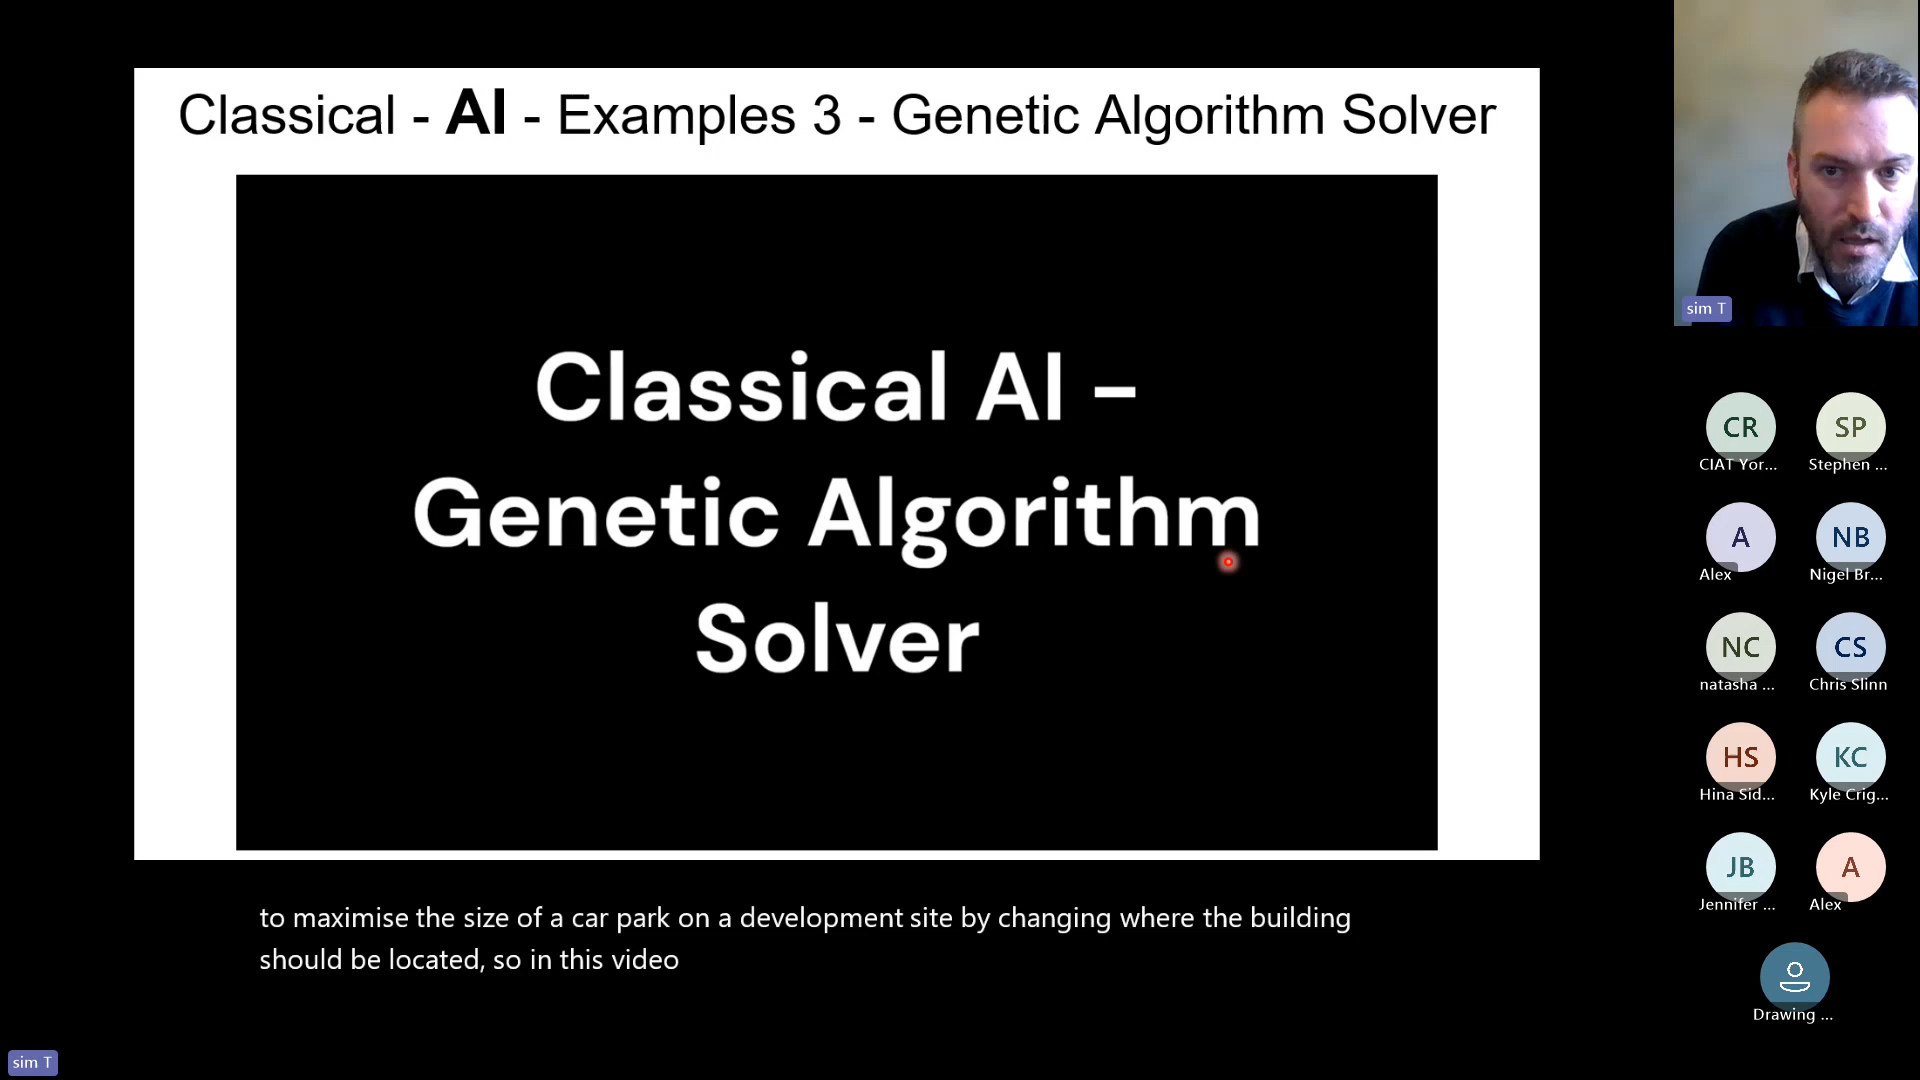 Classical - AI - Examples 3 - Genetic Algorithm Solver
Classical AI –
Genetic Algorithm
Solver
to maximise the size of a car park on a development site by changing where the building
should be located, so in this video
sim T
sim T
CR
CIAT Yor...
SP
Stephen ...
A
Alex
NB
Nigel Br...
NC
natasha ...
CS
Chris Slinn
HS
Hina Sid...
KC
Kyle Crig...
JB
Jennifer ...
A
Alex
Drawing ...